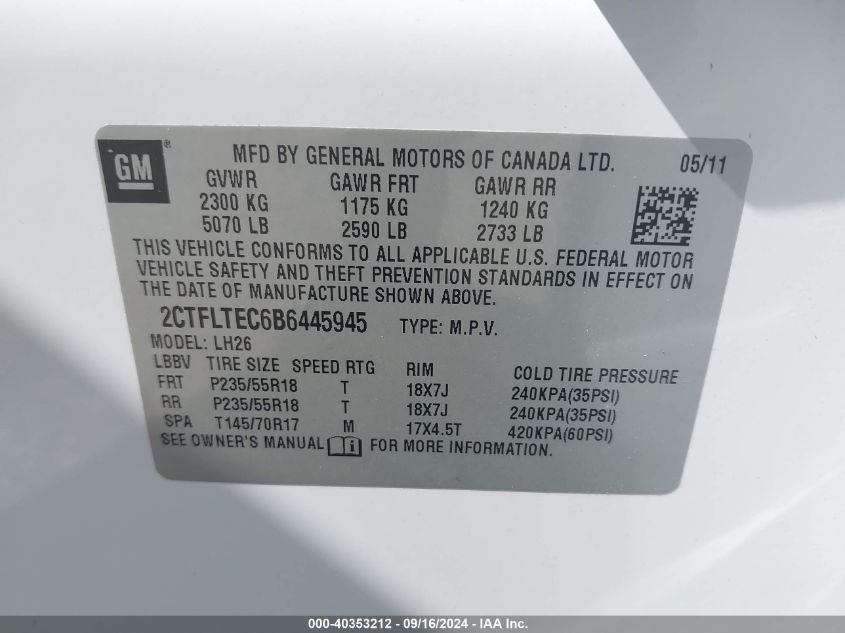 GM®
MFD BY GENERAL MOTORS OF CANADA LTD. 05/11
GVWR GAWR FRT GAWR RR
2300 KG 1175 KG 1240 KG
5070 LB 2590 LB 2733 LB
THIS VEHICLE CONFORMS TO ALL APPLICABLE U.S. FEDERAL MOTOR
VEHICLE SAFETY AND THEFT PREVENTION STANDARDS IN EFFECT ON
THE DATE OF MANUFACTURE SHOWN ABOVE.
2CTFLTEC6B6445945 TYPE: M.P.V.
MODEL: LH26
LBBV TIRE SIZE SPEED RTG RIM COLD TIRE PRESSURE
FRT P235/55R18 T 18X7J 240KPA(35PSI)
RR P235/55R18 T 18X7J 240KPA(35PSI)
SPA T145/70R17 M 17X4.5T 420KPA(60PSI)
SEE OWNER'S MANUAL i FOR MORE INFORMATION.
000-40353212 - 09/16/2024 - IAA Inc.